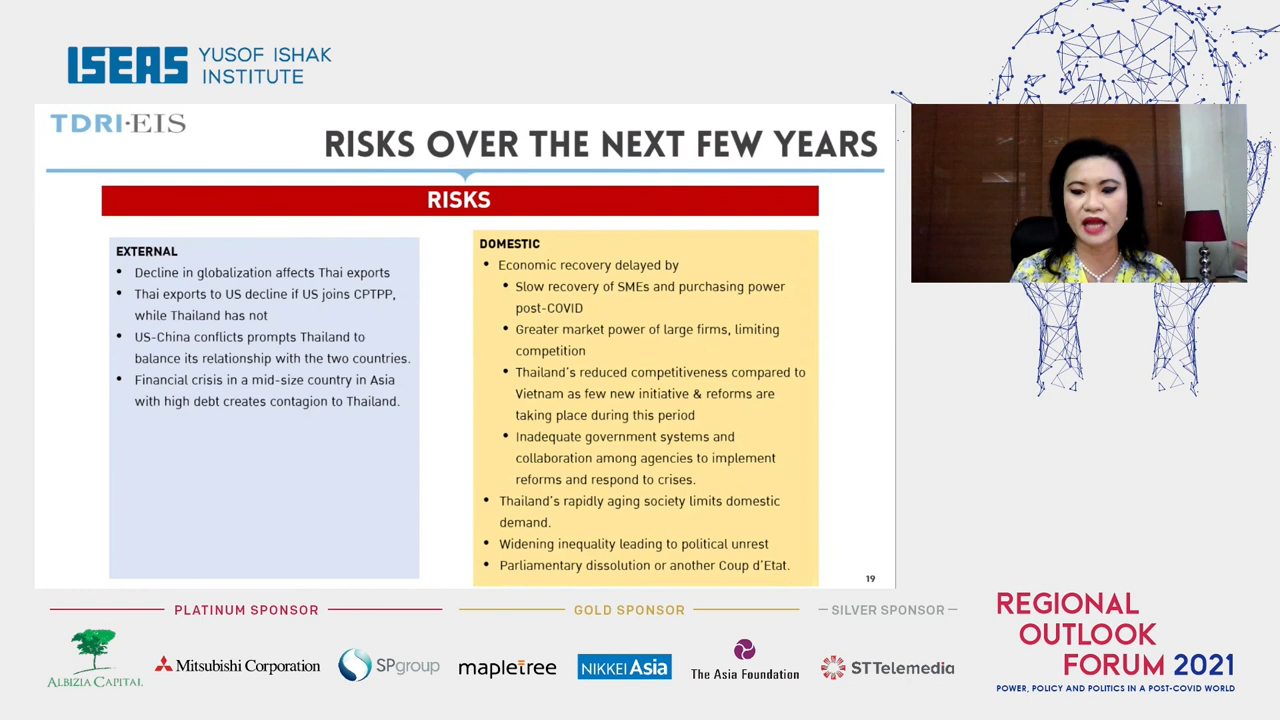 ISEAS YUSOF ISHAK
INSTITUTE
TDRI·EIS
RISKS OVER THE NEXT FEW YEARS
RISKS
EXTERNAL
• Decline in globalization affects Thai exports
• Thai exports to US decline if US joins CPTPP,
while Thailand has not
• US-China conflicts prompts Thailand to
balance its relationship with the two countries.
• Financial crisis in a mid-size country in Asia
with high debt creates contagion to Thailand.
DOMESTIC
• Economic recovery delayed by
• Slow recovery of SMEs and purchasing power
post-COVID
• Greater market power of large firms, limiting
competition
• Thailand's reduced competitiveness compared to
Vietnam as few new initiative & reforms are
taking place during this period
• Inadequate government systems and
collaboration among agencies to implement
reforms and respond to crises.
• Thailand's rapidly aging society limits domestic
demand.
• Widening inequality leading to political unrest
• Parliamentary dissolution or another Coup d'Etat.
19
PLATINUM SPONSOR
GOLD SPONSOR
SILVER SPONSOR
ALBIZIA CAPITAL
Mitsubishi Corporation
SPgroup
mapletree
NIKKEI Asia
The Asia Foundation
ST Telemedia
REGIONAL
OUTLOOK
FORUM 2021
POWER, POLICY AND POLITICS IN A POST-COVID WORLD